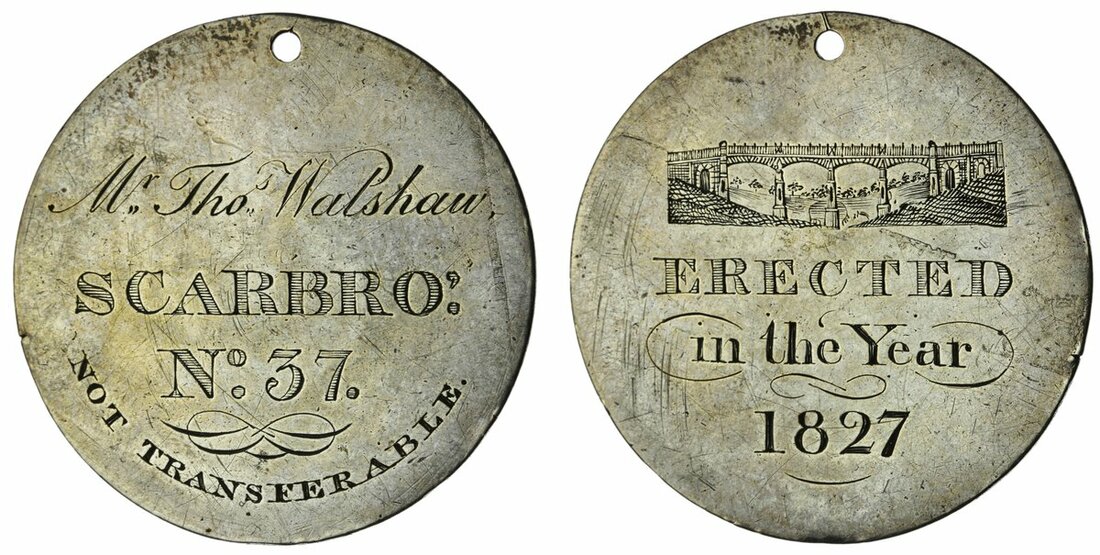 Mr. Thos. Walshaw,
SCARBRO':
No. 37.
NOT TRANSFERABLE.
ERECTED
in the Year
1827